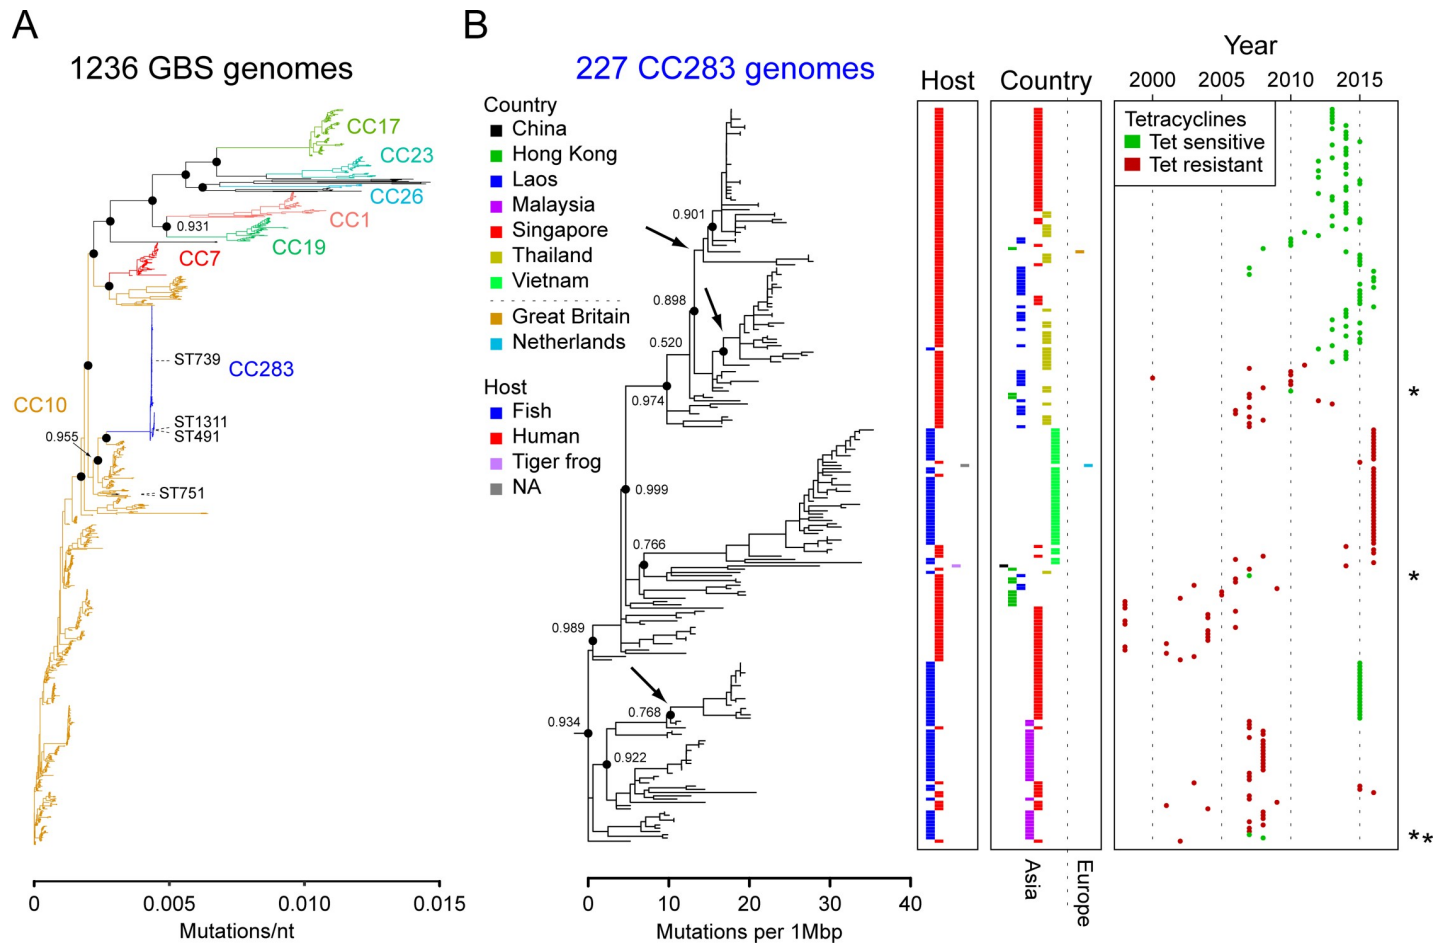 A
1236 GBS genomes
CC17
CC23
CC26
CC1
0.931
CC19
CC7
ST739
CC283
CC10
ST1311
ST491
0.955
ST751
0
0.005
0.010
0.015
Mutations/nt
B
227 CC283 genomes
Country
China
Hong Kong
Laos
Malaysia
Singapore
Thailand
Vietnam
Great Britain
Netherlands
Host
Fish
Human
Tiger frog
NA
0.901
0.898
0.520
0.974
0.999
0.766
0.989
0.768
0.934
0.922
0
10
20
30
40
Mutations per 1Mbp
Host
Country
Asia
Europe
Year
2000
2005
2010
2015
Tetracyclines
Tet sensitive
Tet resistant
*
*
**